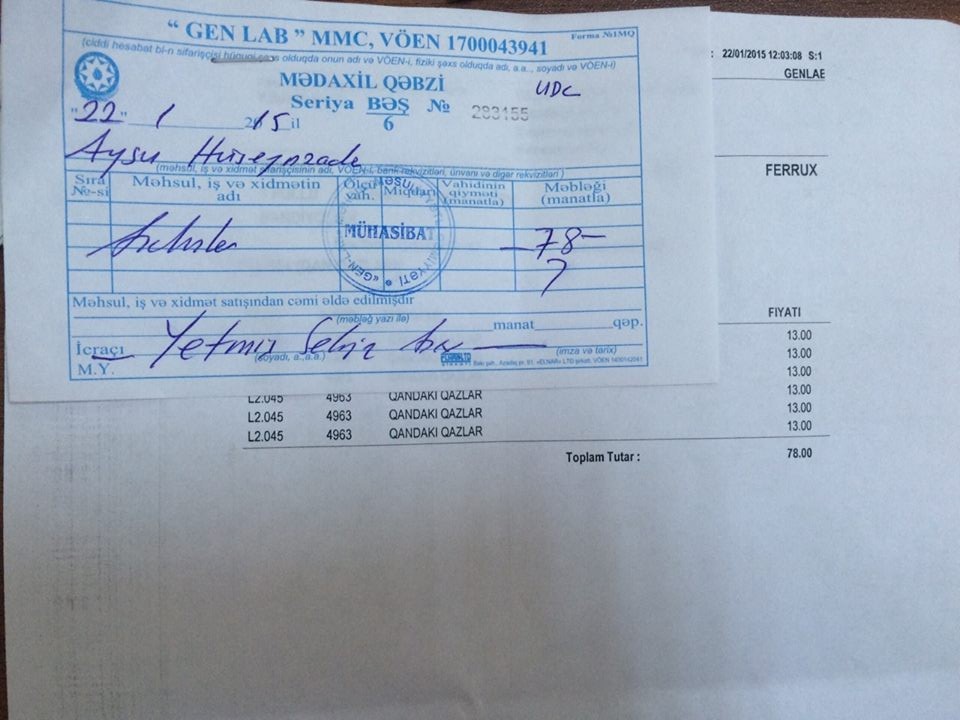 “ GEN LAB ” MMC, VÖEN 1700043941
Forma №1MQ
(ciddi hesabat bl-n sifarişçisi hüquqi şəxs olduqda onun adı və VÖEN-i, fiziki şəxs olduqda adı, a.a., soyadı və VÖEN-i)
MƏDAXİL QƏBZİ
UDC
Seriya BƏŞ № 283155
6
"22" 1 2015 il
Aysu Hüseynzade
(məhsul, iş və xidmət sifarişçisinin adı, VÖEN-i, bank rekvizitləri, ünvanı və digər rekvizitləri)
Sıra №-si Məhsul, iş və xidmətin adı Ölçü vah. Miqdarı Vahidinin qiyməti (manatla) Məbləği (manatla)
MÜHASİBAT
-78-
Məhsul, iş və xidmət satışından cəmi əldə edilmişdir
(məbləğ yazı ilə) manat qəp.
Yetmiş
İcraçı (soyadı, a.,a.a.) (imza və tarix)
M.Y.
: 22/01/2015 12:03:08 S:1
GENLAB
FERRUX
FIYATI
13.00
13.00
13.00
L2.045 4963 QANDAKI QAZLAR 13.00
L2.045 4963 QANDAKI QAZLAR 13.00
L2.045 4963 QANDAKI QAZLAR 13.00
Toplam Tutar : 78.00